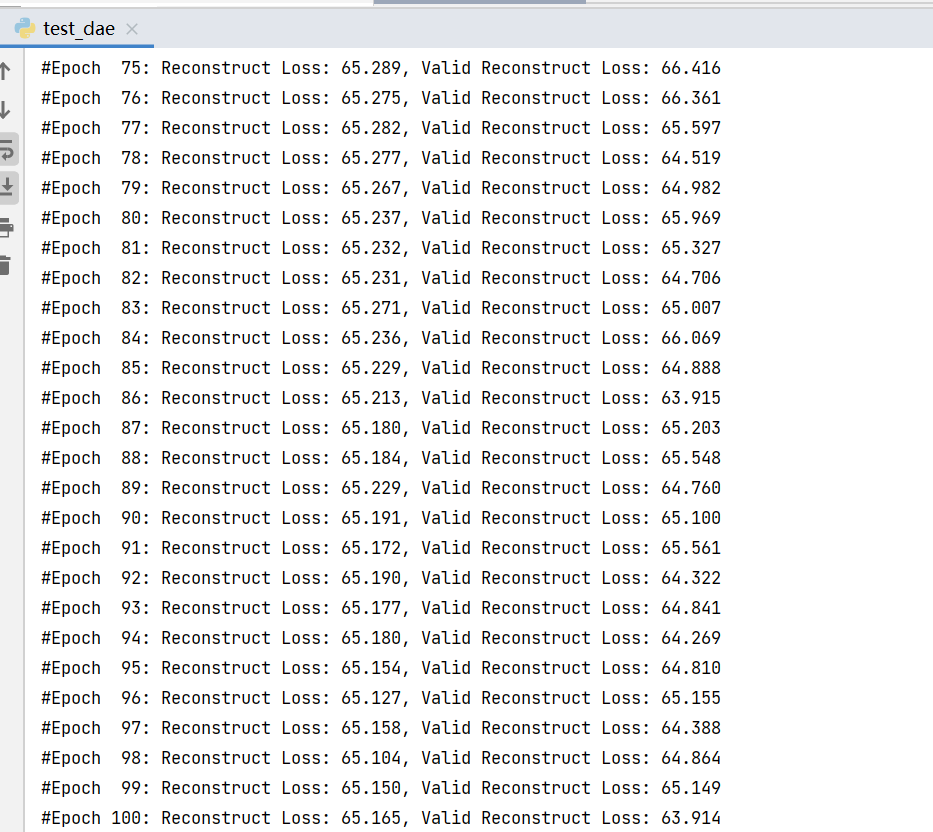 test_dae
#Epoch  75: Reconstruct Loss: 65.289, Valid Reconstruct Loss: 66.416
#Epoch  76: Reconstruct Loss: 65.275, Valid Reconstruct Loss: 66.361
#Epoch  77: Reconstruct Loss: 65.282, Valid Reconstruct Loss: 65.597
#Epoch  78: Reconstruct Loss: 65.277, Valid Reconstruct Loss: 64.519
#Epoch  79: Reconstruct Loss: 65.267, Valid Reconstruct Loss: 64.982
#Epoch  80: Reconstruct Loss: 65.237, Valid Reconstruct Loss: 65.969
#Epoch  81: Reconstruct Loss: 65.232, Valid Reconstruct Loss: 65.327
#Epoch  82: Reconstruct Loss: 65.231, Valid Reconstruct Loss: 64.706
#Epoch  83: Reconstruct Loss: 65.271, Valid Reconstruct Loss: 65.007
#Epoch  84: Reconstruct Loss: 65.236, Valid Reconstruct Loss: 66.069
#Epoch  85: Reconstruct Loss: 65.229, Valid Reconstruct Loss: 64.888
#Epoch  86: Reconstruct Loss: 65.213, Valid Reconstruct Loss: 63.915
#Epoch  87: Reconstruct Loss: 65.180, Valid Reconstruct Loss: 65.203
#Epoch  88: Reconstruct Loss: 65.184, Valid Reconstruct Loss: 65.548
#Epoch  89: Reconstruct Loss: 65.229, Valid Reconstruct Loss: 64.760
#Epoch  90: Reconstruct Loss: 65.191, Valid Reconstruct Loss: 65.100
#Epoch  91: Reconstruct Loss: 65.172, Valid Reconstruct Loss: 65.561
#Epoch  92: Reconstruct Loss: 65.190, Valid Reconstruct Loss: 64.322
#Epoch  93: Reconstruct Loss: 65.177, Valid Reconstruct Loss: 64.841
#Epoch  94: Reconstruct Loss: 65.180, Valid Reconstruct Loss: 64.269
#Epoch  95: Reconstruct Loss: 65.154, Valid Reconstruct Loss: 64.810
#Epoch  96: Reconstruct Loss: 65.127, Valid Reconstruct Loss: 65.155
#Epoch  97: Reconstruct Loss: 65.158, Valid Reconstruct Loss: 64.388
#Epoch  98: Reconstruct Loss: 65.104, Valid Reconstruct Loss: 64.864
#Epoch  99: Reconstruct Loss: 65.150, Valid Reconstruct Loss: 65.149
#Epoch 100: Reconstruct Loss: 65.165, Valid Reconstruct Loss: 63.914